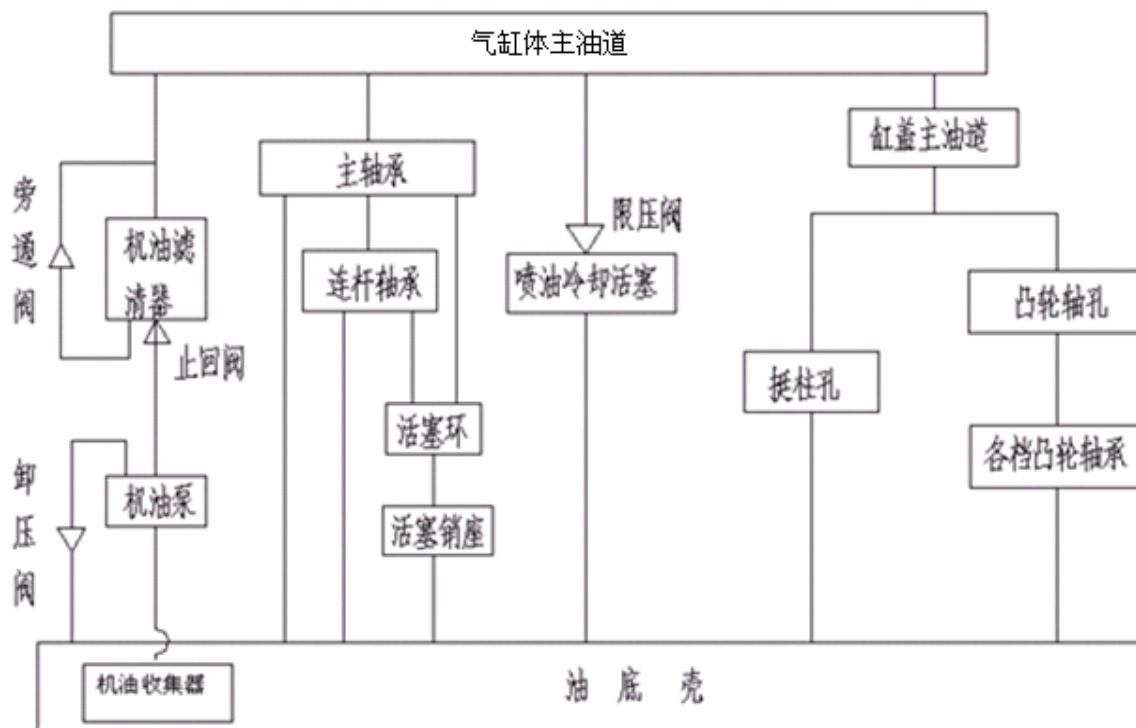 气缸体主油道
缸盖主油道
主轴承
旁通阀
机油滤
清器
限压阀
连杆轴承
喷油冷却活塞
凸轮轴孔
止回阀
挺柱孔
活塞环
各档凸轮轴承
卸压阀
机油泵
活塞销座
机油收集器
油底壳